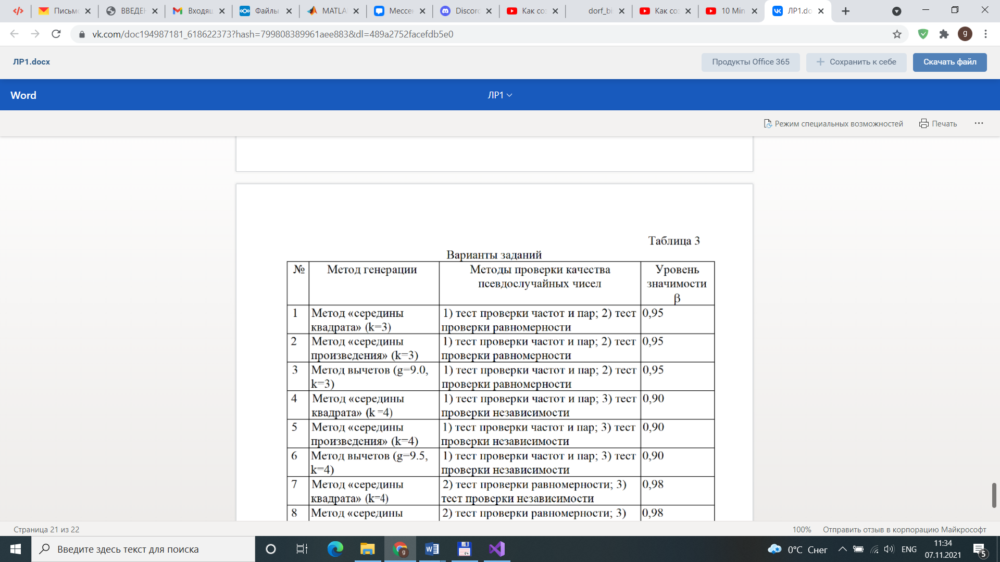 Письмо
ВВЕДЕН
Входящ
Файлы
MATLA
Мессен
Discord
Как соз
dorf_bi
Как соз
10 Min
ЛР1.do
vk.com/doc194987181_618622373?hash=799808389961aee883&dl=489a2752facefdb5e0
g
ЛР1.docx
Продукты Office 365
Сохранить к себе
Скачать файл
Word
ЛР1
Режим специальных возможностей
Печать
Таблица 3
Варианты заданий
№ Метод генерации Методы проверки качества Уровень
псевдослучайных чисел значимости
β
1 Метод «середины 1) тест проверки частот и пар; 2) тест 0,95
квадрата» (k=3) проверки равномерности
2 Метод «середины 1) тест проверки частот и пар; 2) тест 0,95
произведения» (k=3) проверки равномерности
3 Метод вычетов (g=9.0, 1) тест проверки частот и пар; 2) тест 0,95
k=3) проверки равномерности
4 Метод «середины 1) тест проверки частот и пар; 3) тест 0,90
квадрата» (k =4) проверки независимости
5 Метод «середины 1) тест проверки частот и пар; 3) тест 0,90
произведения» (k=4) проверки независимости
6 Метод вычетов (g=9.5, 1) тест проверки частот и пар; 3) тест 0,90
k=4) проверки независимости
7 Метод «середины 2) тест проверки равномерности; 3) 0,98
квадрата» (k=4) тест проверки независимости
8 Метод «середины 2) тест проверки равномерности; 3) 0,98
Страница 21 из 22
100%
Отправить отзыв в корпорацию Майкрософт
Введите здесь текст для поиска
g
64
0°C Снег
ENG
11:34
07.11.2021
5